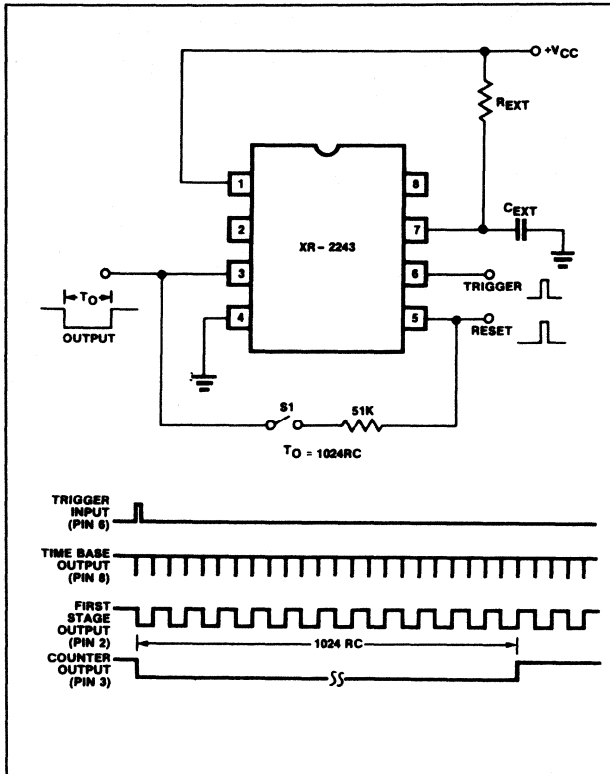 +VCC
REXT
1
8
CEXT
2
7
XR-2243
3
6
TRIGGER
TO
OUTPUT
4
5
RESET
S1
51K
TO = 1024RC
TRIGGER
INPUT
(PIN 6)
TIME BASE
OUTPUT
(PIN 8)
FIRST
STAGE
OUTPUT
(PIN 2)
1024 RC
COUNTER
OUTPUT
(PIN 3)